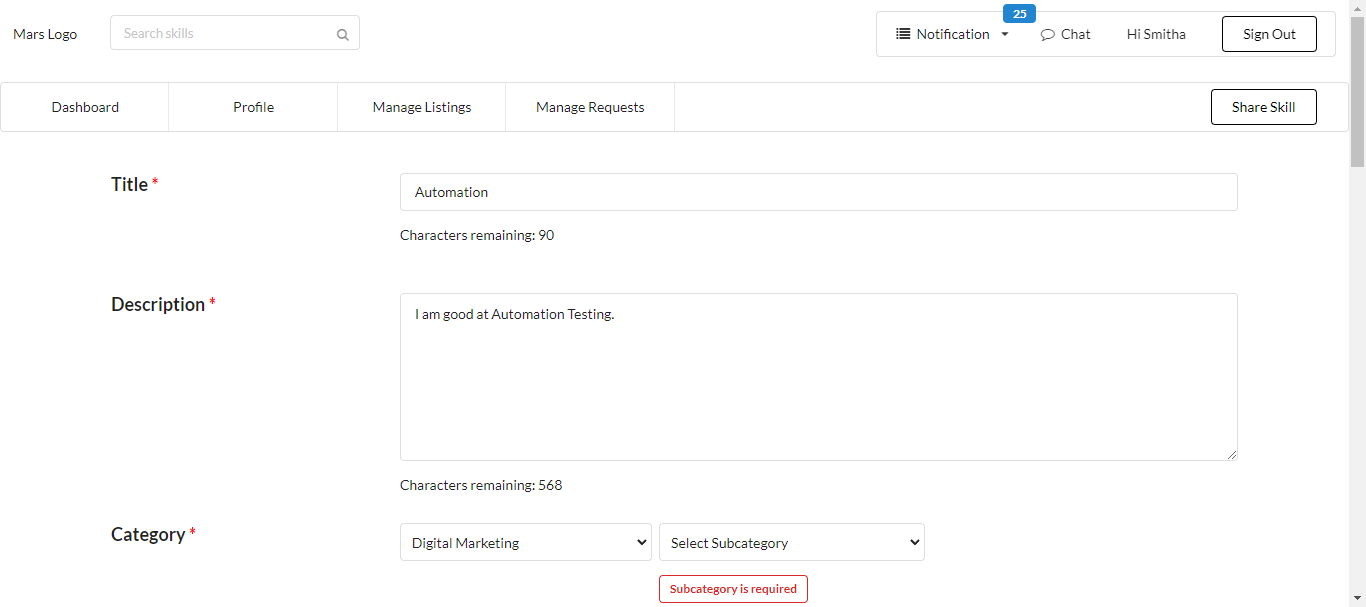 Mars Logo
Search skills
25
Notification
Chat
Hi Smitha
Sign Out
Dashboard
Profile
Manage Listings
Manage Requests
Share Skill
Title *
Automation
Characters remaining: 90
Description *
I am good at Automation Testing.
Characters remaining: 568
Category *
Digital Marketing
Select Subcategory
Subcategory is required